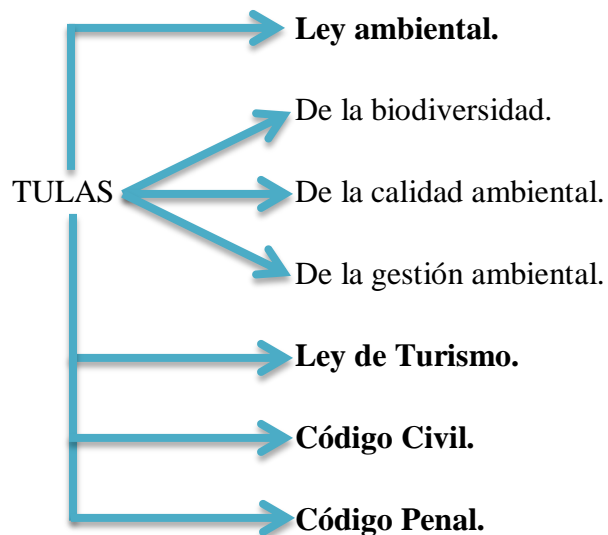 Ley ambiental.
De la biodiversidad.
TULAS
De la calidad ambiental.
De la gestión ambiental.
Ley de Turismo.
Código Civil.
Código Penal.